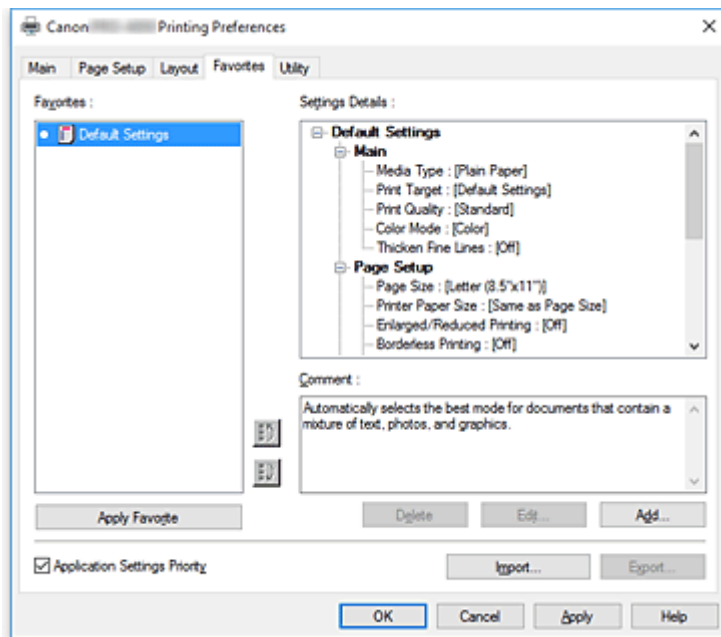 Canon Printing Preferences
Main Page Setup Layout Favorites Utility
Favorites :
Default Settings
Settings Details :
Default Settings
Main
Media Type : [Plain Paper]
Print Target : [Default Settings]
Print Quality : [Standard]
Color Mode : [Color]
Thicken Fine Lines : [Off]
Page Setup
Page Size : [Letter (8.5"x11")]
Printer Paper Size : [Same as Page Size]
Enlarged/Reduced Printing : [Off]
Borderless Printing : [Off]
Comment :
Automatically selects the best mode for documents that contain a
mixture of text, photos, and graphics.
Apply Favorite
Delete Edit... Add...
Application Settings Priority
Import... Export...
OK Cancel Apply Help